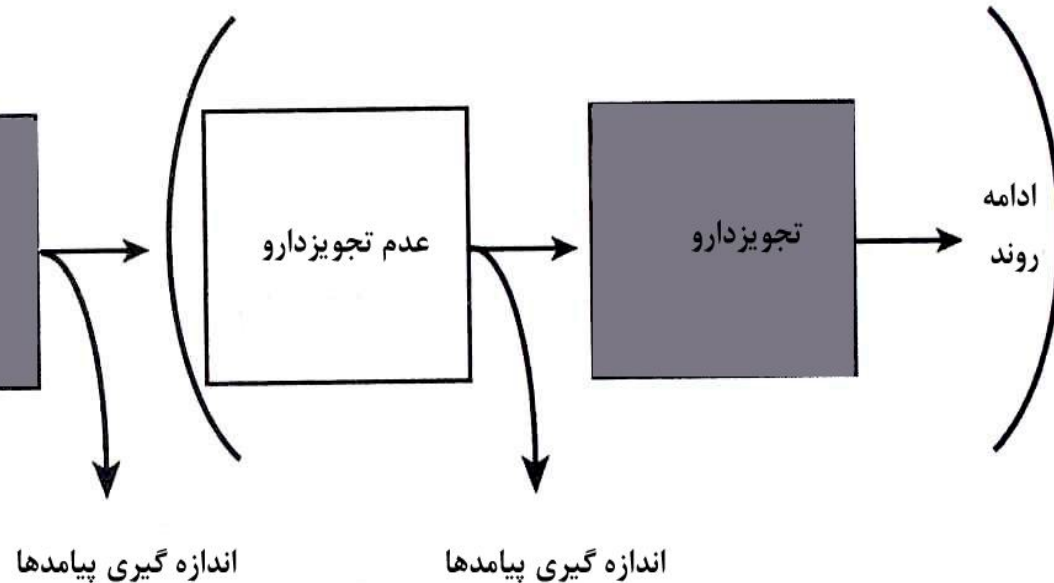 عدم تجویزدارو
تجویزدارو
ادامه
روند
اندازه گیری پیامدها
اندازه گیری پیامدها